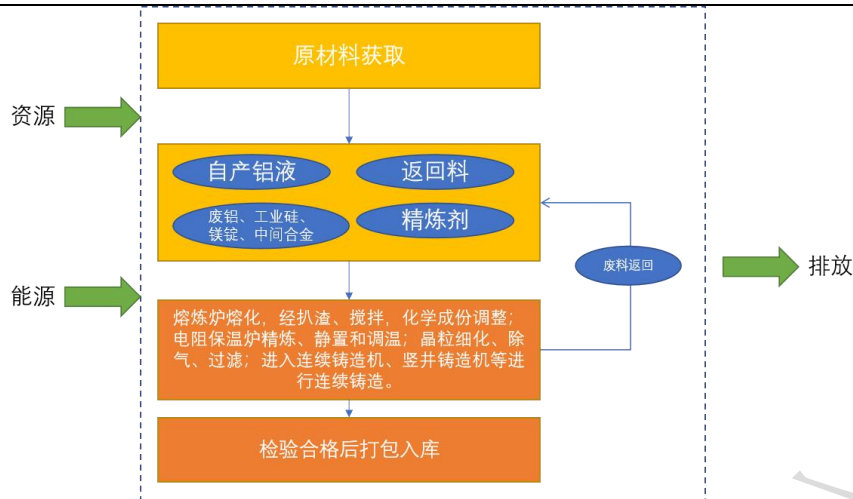 原材料获取
资源
自产铝液
返回料
废铝、工业硅、
镁锭、中间合金
精炼剂
废料返回
排放
能源
熔炼炉熔化，经扒渣、搅拌，化学成份调整；
电阻保温炉精炼、静置和调温；晶粒细化、除
气、过滤；进入连续铸造机、竖井铸造机等进
行连续铸造。
检验合格后打包入库